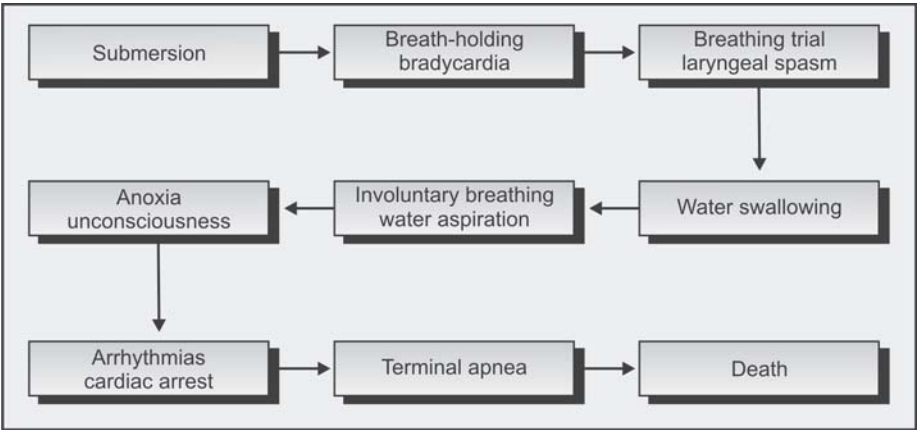 Submersion
Breath-holding
bradycardia
Breathing trial
laryngeal spasm
Water swallowing
Involuntary breathing
water aspiration
Anoxia
unconsciousness
Arrhythmias
cardiac arrest
Terminal apnea
Death